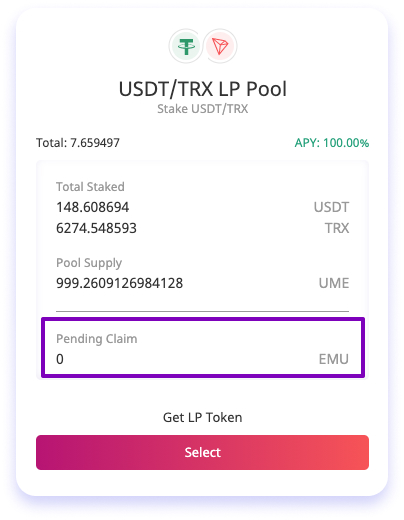 USDT/TRX LP Pool
Stake USDT/TRX
Total: 7.659497 APY: 100.00%
Total Staked
148.608694 USDT
6274.548593 TRX
Pool Supply
999.2609126984128 UME
Pending Claim
0 EMU
Get LP Token
Select